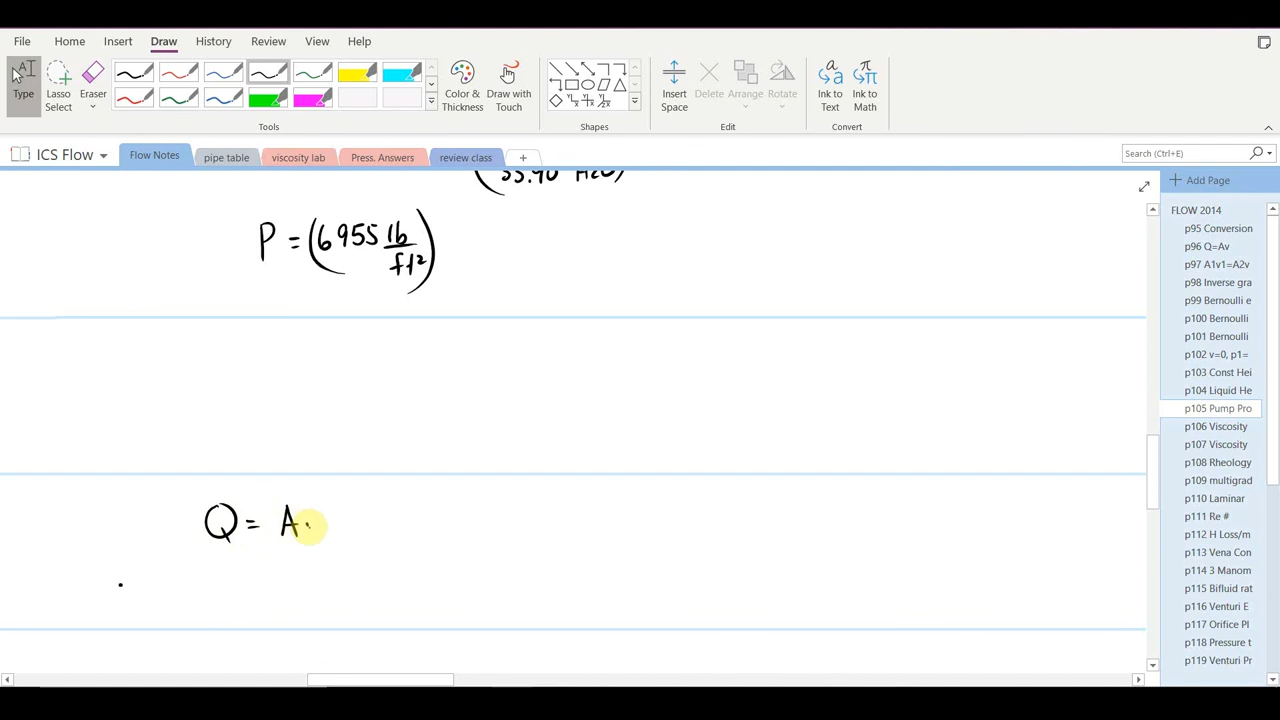 File Home Insert Draw History Review View Help
Type
Lasso Select
Eraser
Color & Thickness
Draw with Touch
Insert Space
Delete Arrange Rotate
Ink to Text
Ink to Math
Tools Shapes Edit Convert
ICS Flow
Flow Notes pipe table viscosity lab Press. Answers review class +
Search (Ctrl+E)
+ Add Page
FLOW 2014
p95 Conversion
p96 Q=Av
p97 A1v1=A2v
p98 Inverse gra
p99 Bernoulli e
p100 Bernoulli
p101 Bernoulli
p102 v=0, p1=
p103 Const Hei
p104 Liquid He
p105 Pump Pro
p106 Viscosity
p107 Viscosity
p108 Rheology
p109 multigrad
p110 Laminar
p111 Re #
p112 H Loss/m
p113 Vena Con
p114 3 Manom
p115 Bifluid rat
p116 Venturi E
p117 Orifice Pl
p118 Pressure t
p119 Venturi Pr
P = (6955 lb/ft²)
Q = A·